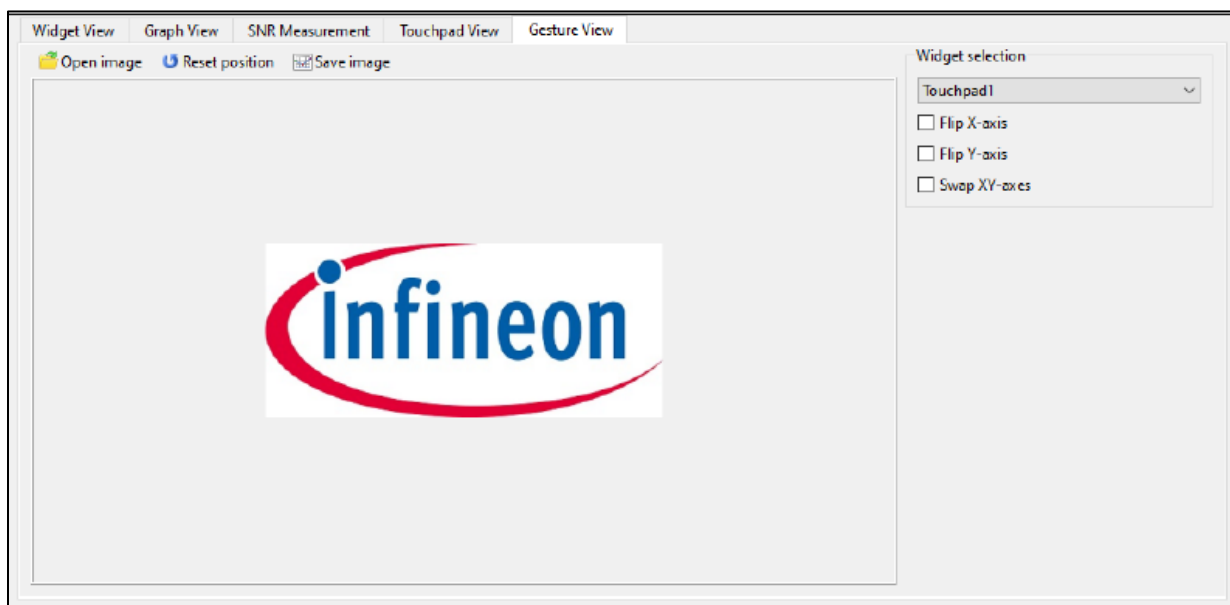 Widget View Graph View SNR Measurement Touchpad View Gesture View
Open image Reset position Save image
Widget selection
Touchpad1
Flip X-axis
Flip Y-axis
Swap XY-axes
infineon